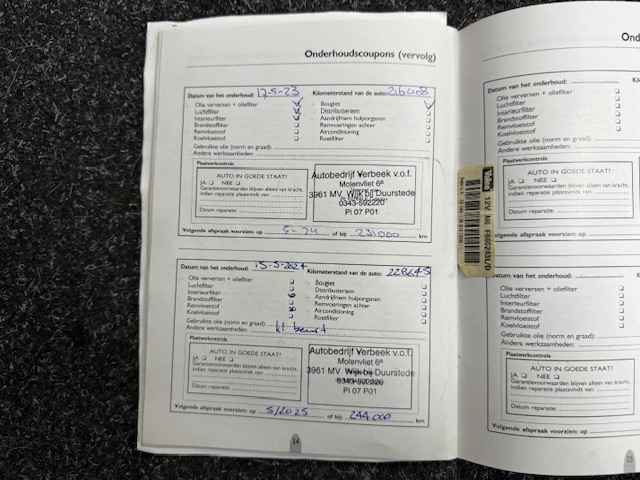 Onderhoudscoupons (vervolg)
Datum van het onderhoud: 17-5-23 Kilometerstand van de auto:
Olie verversen + oliefilter
Luchtfilter
Interieurfilter
Brandstoffilter
Remvloeistof
Koelvloeistof
Bougies
Distributieriem
Aandrijfriem hulporganen
Remvoeringen achter
Airconditioning
Roetfilter
Gebruikte olie (norm en graad):
Andere werkzaamheden:
Plaatwerkcontrole
AUTO IN GOEDE STAAT!
JA NEE
Garantievoorwaarden blijven alleen van kracht,
indien reparatie plaatsvindt van:
Datum reparatie:
Autobedrijf Verbeek v.o.f.
Molenvliet 6ª
3961 MV Wijk bij Duurstede
0343-592220
PI 07 P01
Volgende afspraak voorzien op: 5-24 of bij: 231.000 km
Datum van het onderhoud: 15-5-2024 Kilometerstand van de auto: 228645
Olie verversen + oliefilter
Luchtfilter
Interieurfilter
Brandstoffilter
Remvloeistof
Koelvloeistof
Bougies
Distributieriem
Aandrijfriem hulporganen
Remvoeringen achter
Airconditioning
Roetfilter
Gebruikte olie (norm en graad):
Andere werkzaamheden: kl beurt
Plaatwerkcontrole
AUTO IN GOEDE STAAT!
JA NEE
Garantievoorwaarden blijven alleen van kracht,
indien reparatie plaatsvindt van:
Datum reparatie:
Autobedrijf Verbeek v.o.f.
Molenvliet 6ª
3961 MV Wijk bij Duurstede
0343-592220
PI 07 P01
Volgende afspraak voorzien op: 5/2025 of bij: 244.000 km
24
Datum van het onderhoud:
Olie verversen + oliefilter
Luchtfilter
Interieurfilter
Brandstoffilter
Remvloeistof
Koelvloeistof
Gebruikte olie (norm en graad):
Andere werkzaamheden:
Plaatwerkcontrole
AUTO IN GOEDE STAAT!
JA NEE
Garantievoorwaarden blijven alleen van kracht,
indien reparatie plaatsvindt van:
Datum reparatie:
Volgende afspraak voorzien op:
Datum van het onderhoud:
Olie verversen + oliefilter
Luchtfilter
Interieurfilter
Brandstoffilter
Remvloeistof
Koelvloeistof
Gebruikte olie (norm en graad):
Andere werkzaamheden:
Plaatwerkcontrole
AUTO IN GOEDE STAAT!
JA NEE
Garantievoorwaarden blijven alleen van kracht,
indien reparatie plaatsvindt van:
Datum reparatie:
Volgende afspraak voorzien op:
25